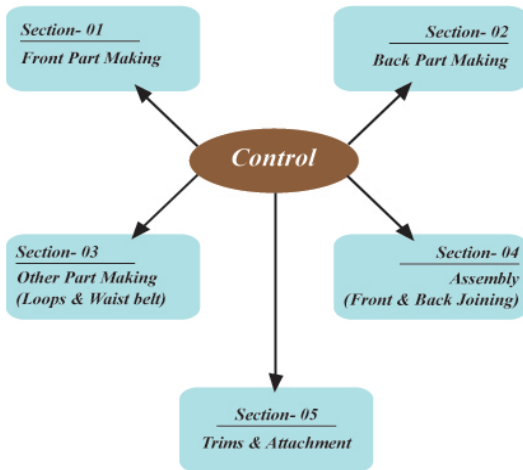 Section- 01
Front Part Making
Section- 02
Back Part Making
Control
Section- 03
Other Part Making
(Loops & Waist belt)
Section- 04
Assembly
(Front & Back Joining)
Section- 05
Trims & Attachment